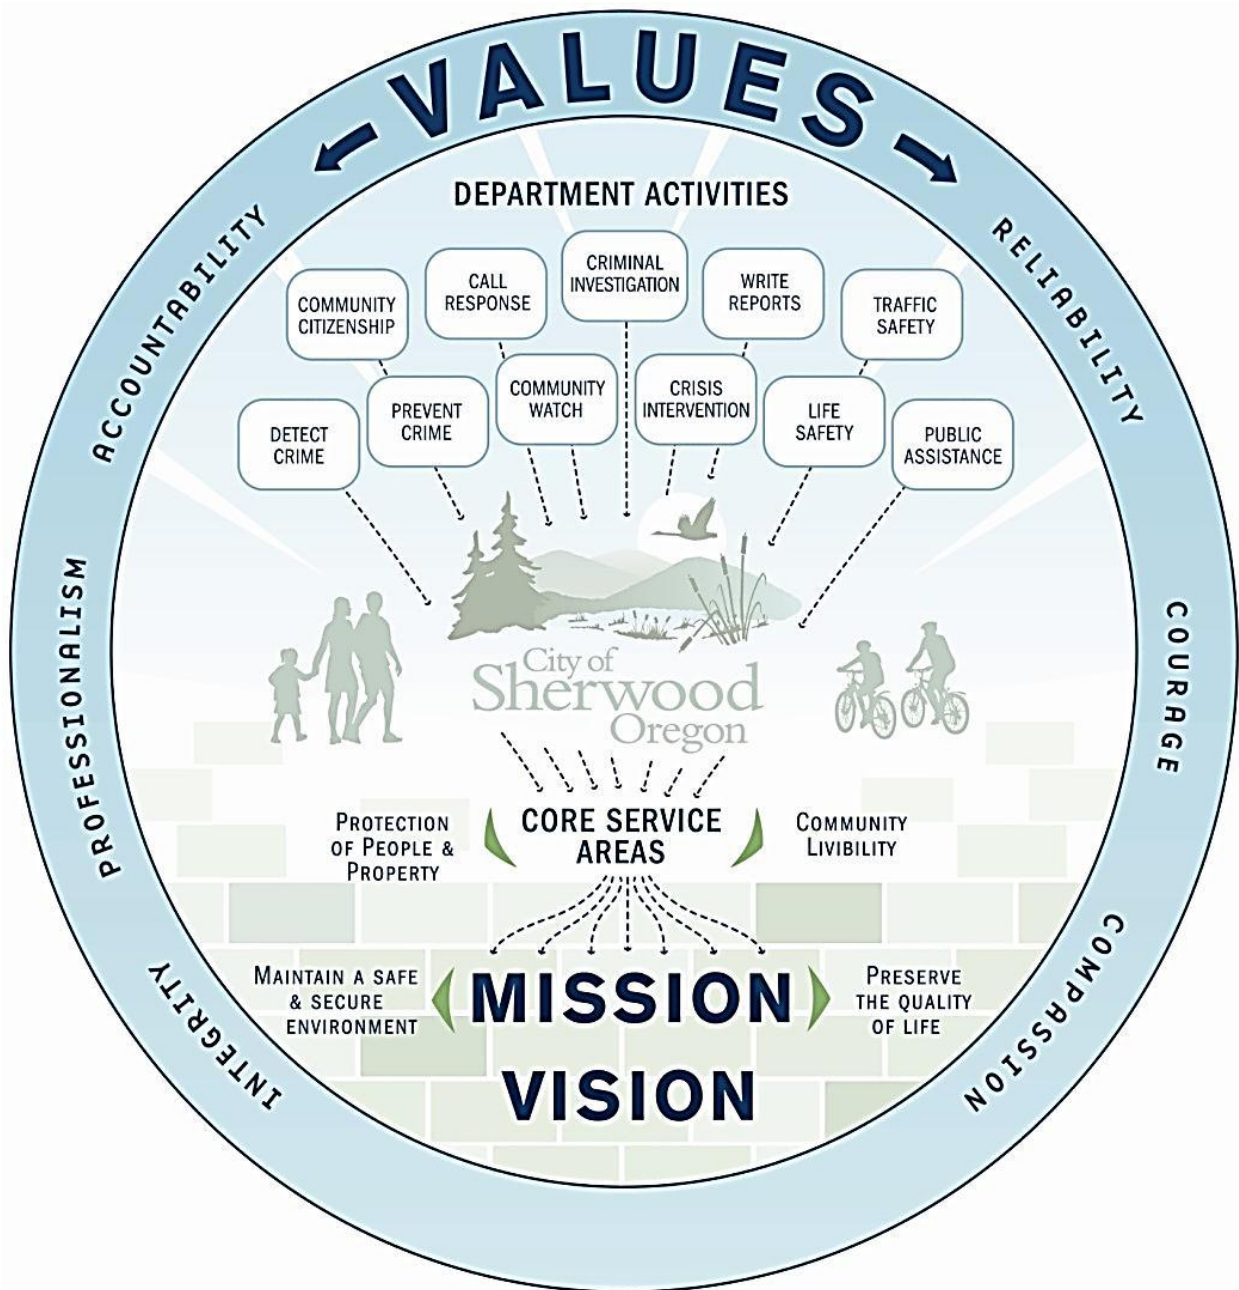 VALUES
ACCOUNTABILITY
PROFESSIONALISM
INTEGRITY
RELIABILITY
COURAGE
COMPASSION
DEPARTMENT ACTIVITIES
COMMUNITY
CITIZENSHIP
CALL
RESPONSE
CRIMINAL
INVESTIGATION
WRITE
REPORTS
TRAFFIC
SAFETY
DETECT
CRIME
PREVENT
CRIME
COMMUNITY
WATCH
CRISIS
INTERVENTION
LIFE
SAFETY
PUBLIC
ASSISTANCE
City of
Sherwood
Oregon
PROTECTION
OF PEOPLE &
PROPERTY
CORE SERVICE
AREAS
COMMUNITY
LIVIBILITY
MAINTAIN A SAFE
& SECURE
ENVIRONMENT
MISSION
PRESERVE
THE QUALITY
OF LIFE
VISION